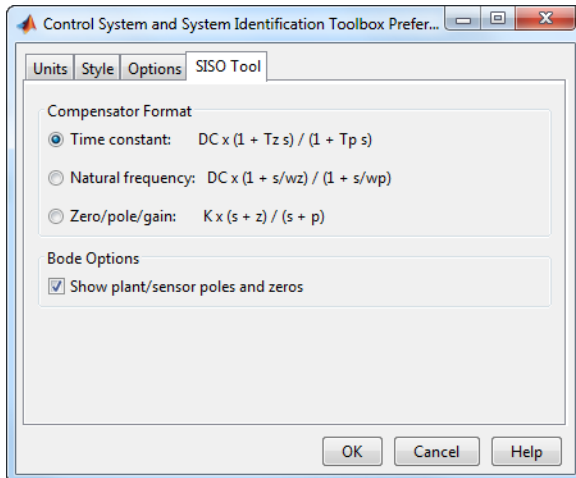 Control System and System Identification Toolbox Prefer...
Units Style Options SISO Tool
Compensator Format
Time constant: DC x (1 + Tz s) / (1 + Tp s)
Natural frequency: DC x (1 + s/wz) / (1 + s/wp)
Zero/pole/gain: K x (s + z) / (s + p)
Bode Options
Show plant/sensor poles and zeros
OK Cancel Help